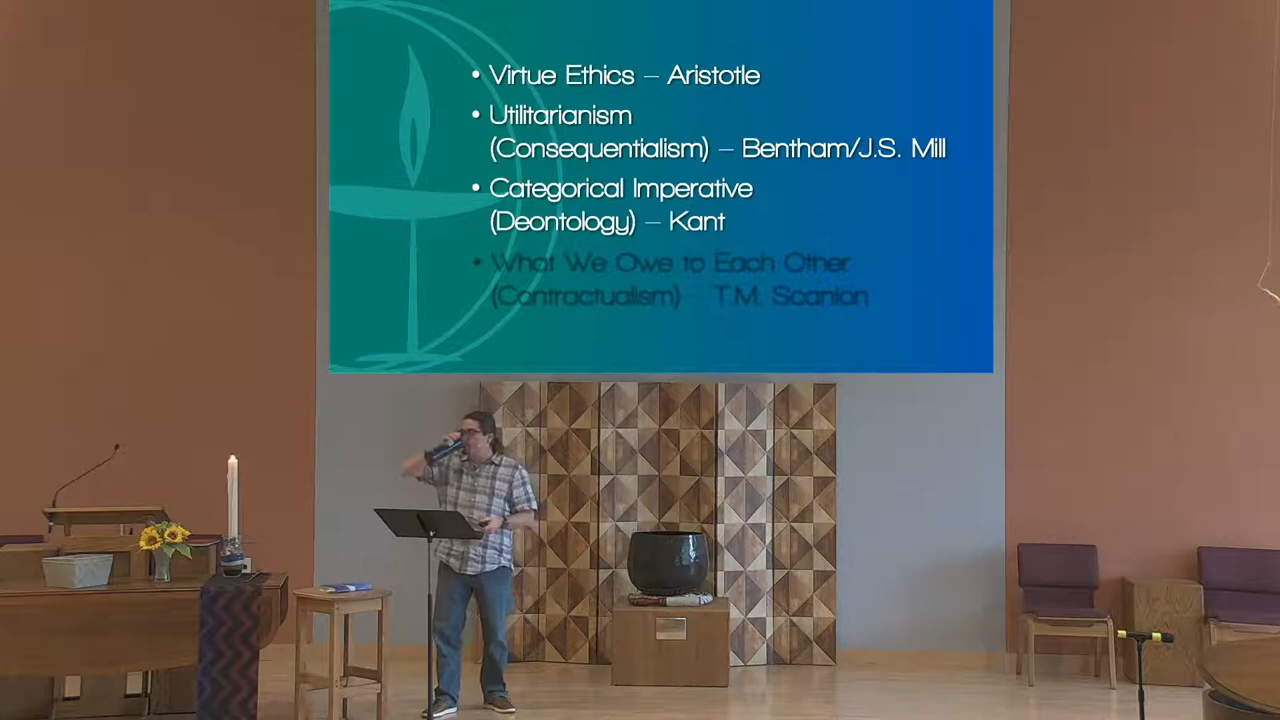 • Virtue Ethics – Aristotle
• Utilitarianism
(Consequentialism) – Bentham/J.S. Mill
• Categorical Imperative
(Deontology) – Kant
• What We Owe to Each Other
(Contractualism) – T.M. Scanlon